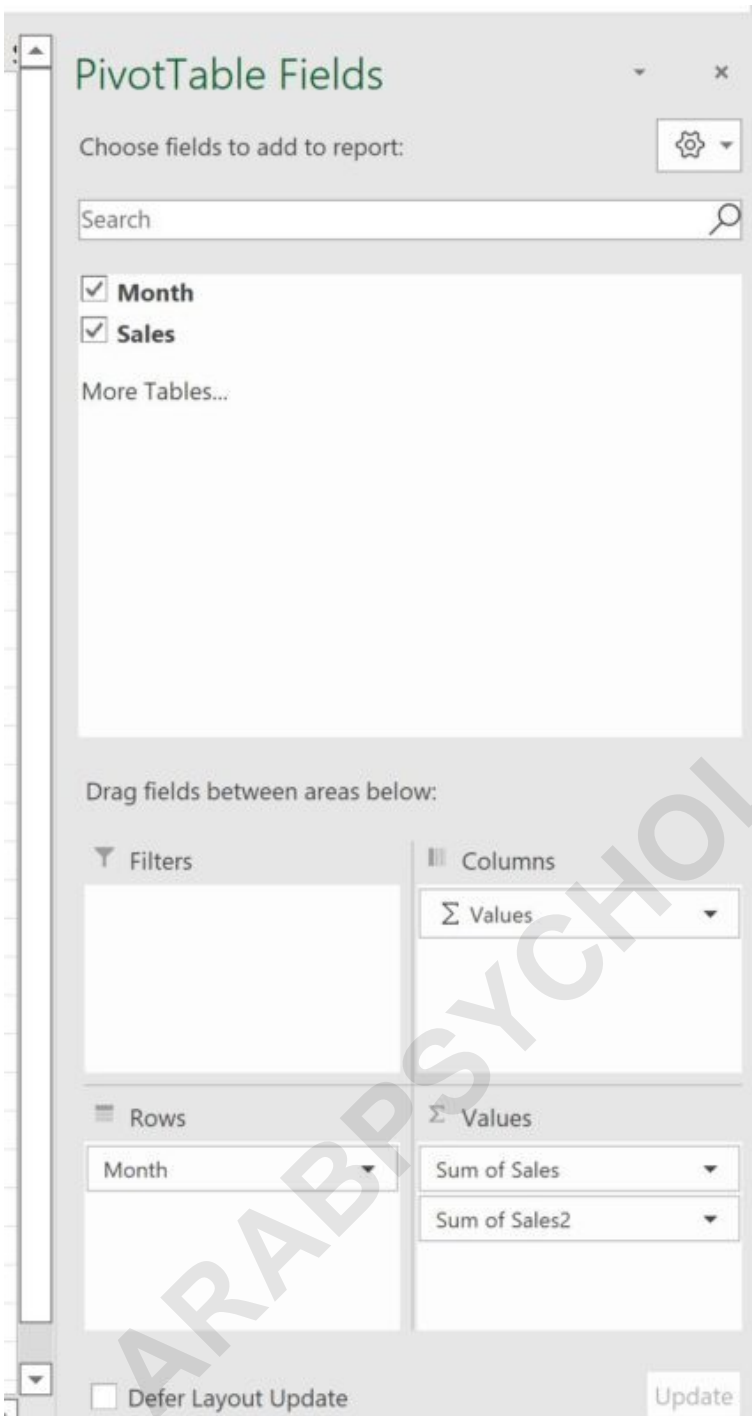 PivotTable Fields
Choose fields to add to report:
Search
Month
Sales
More Tables...
Drag fields between areas below:
Filters
Columns
Σ Values
Rows
Σ Values
Month
Sum of Sales
Sum of Sales2
Defer Layout Update
Update
ARABPSYCHOL